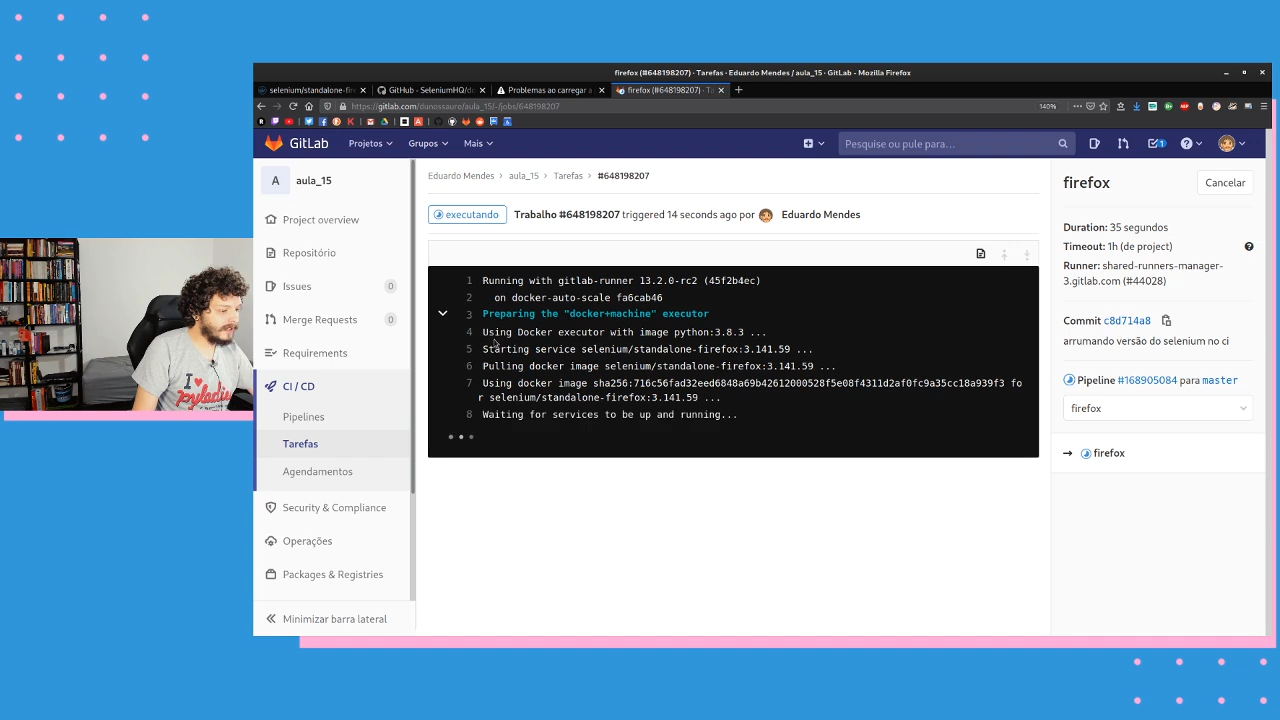 firefox (#648198207) · Tarefas · Eduardo Mendes / aula_15 · GitLab - Mozilla Firefox
selenium/standalone-fire
GitHub - SeleniumHQ/do
Problemas ao carregar a
firefox (#648198207) · Ta
https://gitlab.com/dunossauro/aula_15/-/jobs/648198207
140%
GitLab
Projetos
Grupos
Mais
Pesquise ou pule para...
1
A
aula_15
Project overview
Repositório
Issues 0
Merge Requests 0
Requirements
CI / CD
Pipelines
Tarefas
Agendamentos
Security & Compliance
Operações
Packages & Registries
Minimizar barra lateral
Eduardo Mendes > aula_15 > Tarefas > #648198207
executando Trabalho #648198207 triggered 14 seconds ago por Eduardo Mendes
1 Running with gitlab-runner 13.2.0-rc2 (45f2b4ec)
2 on docker-auto-scale fa6cab46
3 Preparing the "docker+machine" executor
4 Using Docker executor with image python:3.8.3 ...
5 Starting service selenium/standalone-firefox:3.141.59 ...
6 Pulling docker image selenium/standalone-firefox:3.141.59 ...
7 Using docker image sha256:716c56fad32eed6848a69b42612000528f5e08f4311d2af0fc9a35cc18a939f3 fo
r selenium/standalone-firefox:3.141.59 ...
8 Waiting for services to be up and running...
firefox
Cancelar
Duration: 35 segundos
Timeout: 1h (de project)
Runner: shared-runners-manager-
3.gitlab.com (#44028)
Commit c8d714a8
arrumando versão do selenium no ci
Pipeline #168905084 para master
firefox
→ firefox
I